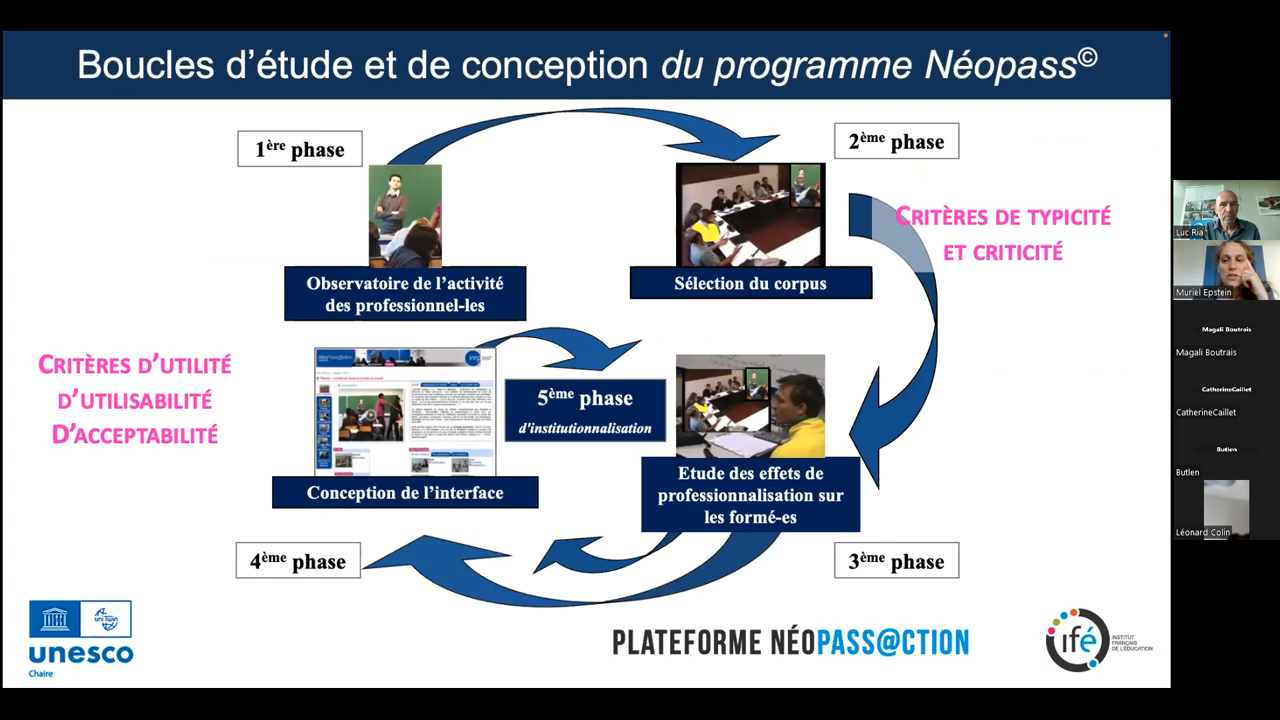 Boucles d’étude et de conception du programme Néopass©
1ère phase
2ème phase
CRITÈRES DE TYPICITÉ
ET CRITICITÉ
Observatoire de l’activité
des professionnel-les
Sélection du corpus
CRITÈRES D’UTILITÉ
D’UTILISABILITÉ
D’ACCEPTABILITÉ
5ème phase
d'institutionnalisation
Conception de l’interface
Etude des effets de
professionnalisation sur
les formé-es
4ème phase
3ème phase
uniTwin
unesco
Chaire
PLATEFORME NÉOPASS@CTION
ifé
INSTITUT
FRANÇAIS
DE L'ÉDUCATION
Luc Ria
Muriel Epstein
Magali Boutrais
Magali Boutrais
CatherineCaillet
CatherineCaillet
Butlen
Butlen
Léonard Colin